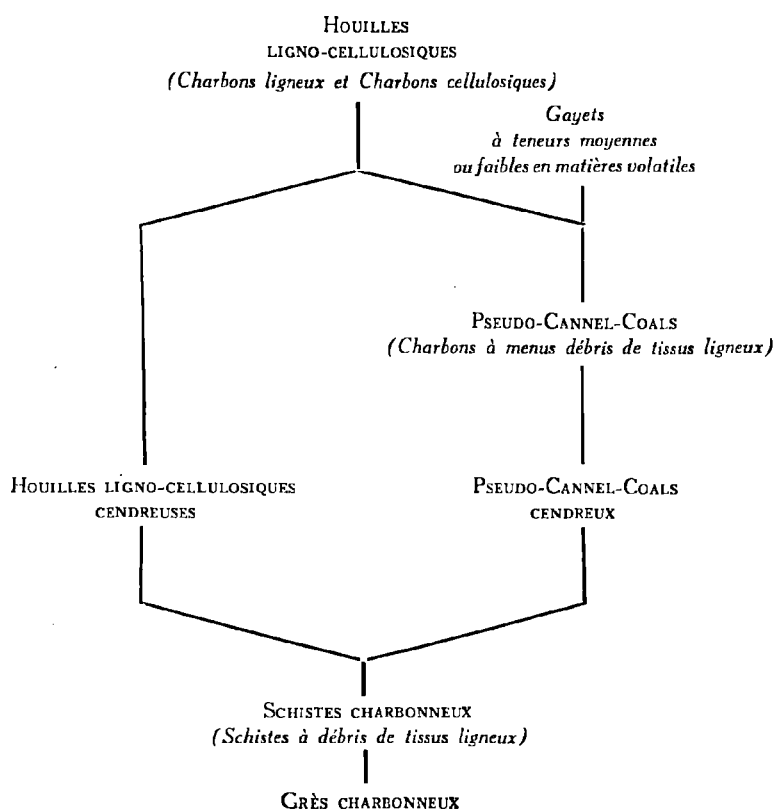 HOUILLES
LIGNO-CELLULOSIQUES
(Charbons ligneux et Charbons cellulosiques)
Gayets
à teneurs moyennes
ou faibles en matières volatiles
PSEUDO-CANNEL-COALS
(Charbons à menus débris de tissus ligneux)
HOUILLES LIGNO-CELLULOSIQUES
CENDREUSES
PSEUDO-CANNEL-COALS
CENDREUX
SCHISTES CHARBONNEUX
(Schistes à débris de tissus ligneux)
GRÈS CHARBONNEUX